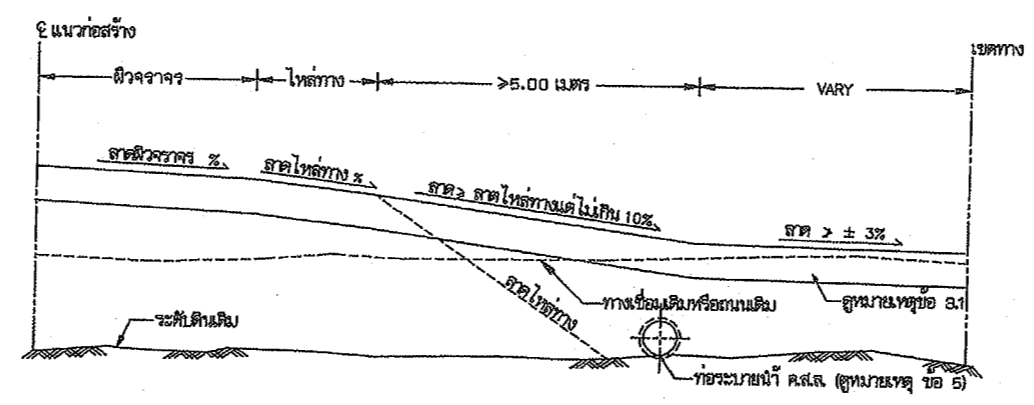 ℄ แนวก่อสร้าง
เขตทาง
ผิวจราจร
ไหล่ทาง
≥5.00 เมตร
VARY
ลาดผิวจราจร %
ลาดไหล่ทาง %
ลาด ≥ ลาดไหล่ทางแต่ไม่เกิน 10%
ลาด > ± 3%
ลาดไหล่ทาง
ทางเชื่อมเดิมหรือถนนเดิม
ดูหมายเหตุข้อ 3.1
ระดับดินเดิม
ท่อระบายน้ำ ค.ส.ล. (ดูหมายเหตุ ข้อ 5)